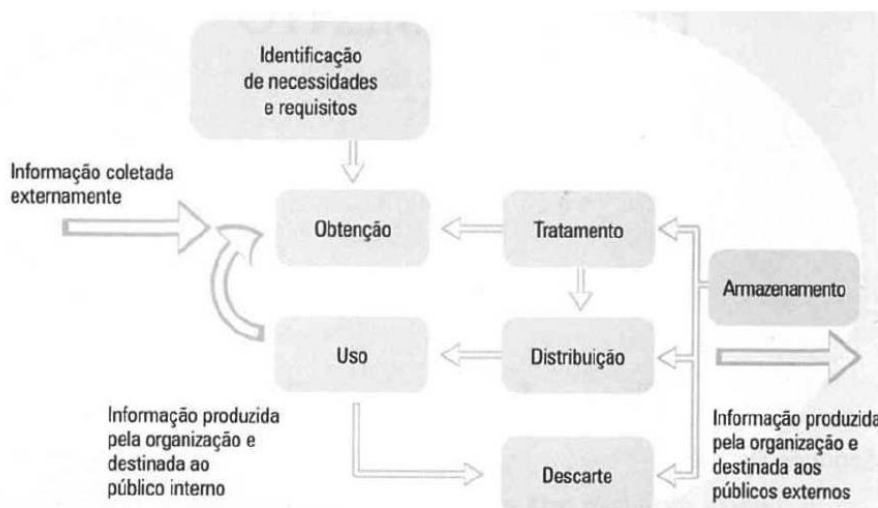 Identificação
de necessidades
e requisitos
Informação coletada
externamente
Obtenção
Tratamento
Armazenamento
Uso
Distribuição
Informação produzida
pela organização e
destinada ao
público interno
Descarte
Informação produzida
pela organização e
destinada aos
públicos externos